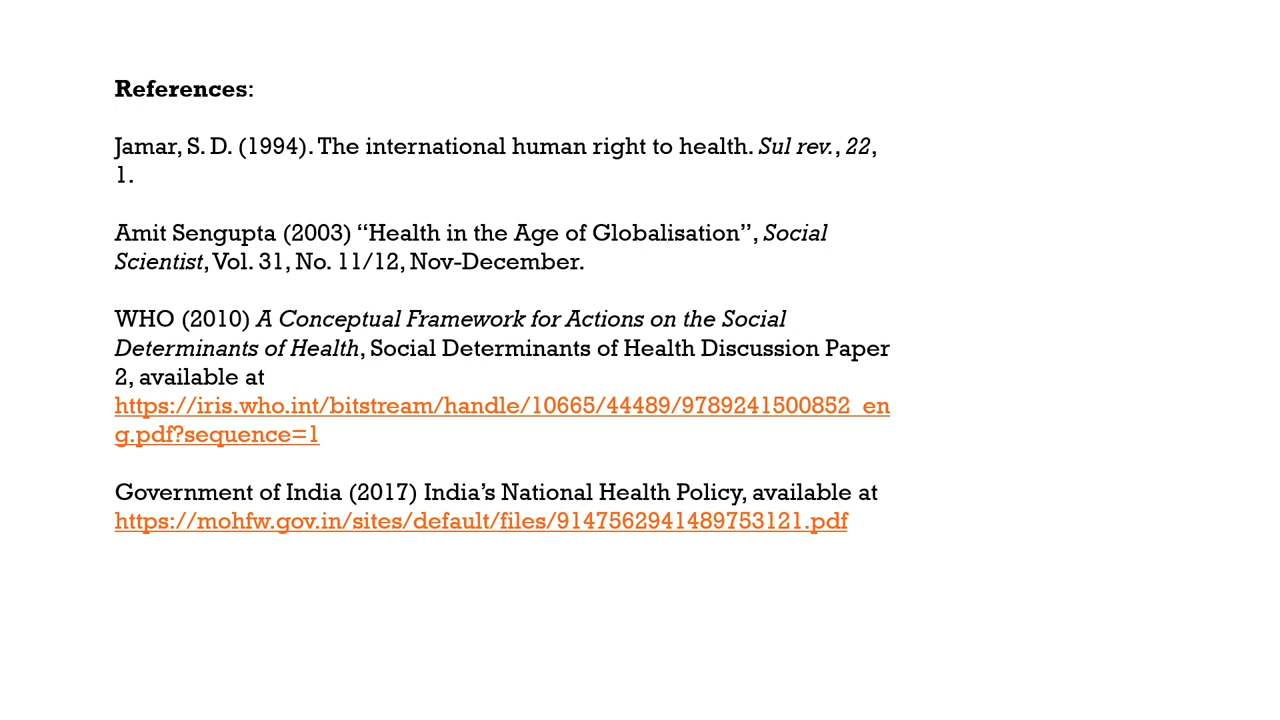 References:
Jamar, S. D. (1994). The international human right to health. Sul rev., 22,
1.
Amit Sengupta (2003) “Health in the Age of Globalisation”, Social
Scientist, Vol. 31, No. 11/12, Nov-December.
WHO (2010) A Conceptual Framework for Actions on the Social
Determinants of Health, Social Determinants of Health Discussion Paper
2, available at
https://iris.who.int/bitstream/handle/10665/44489/9789241500852_en
g.pdf?sequence=1
Government of India (2017) India’s National Health Policy, available at
https://mohfw.gov.in/sites/default/files/9147562941489753121.pdf